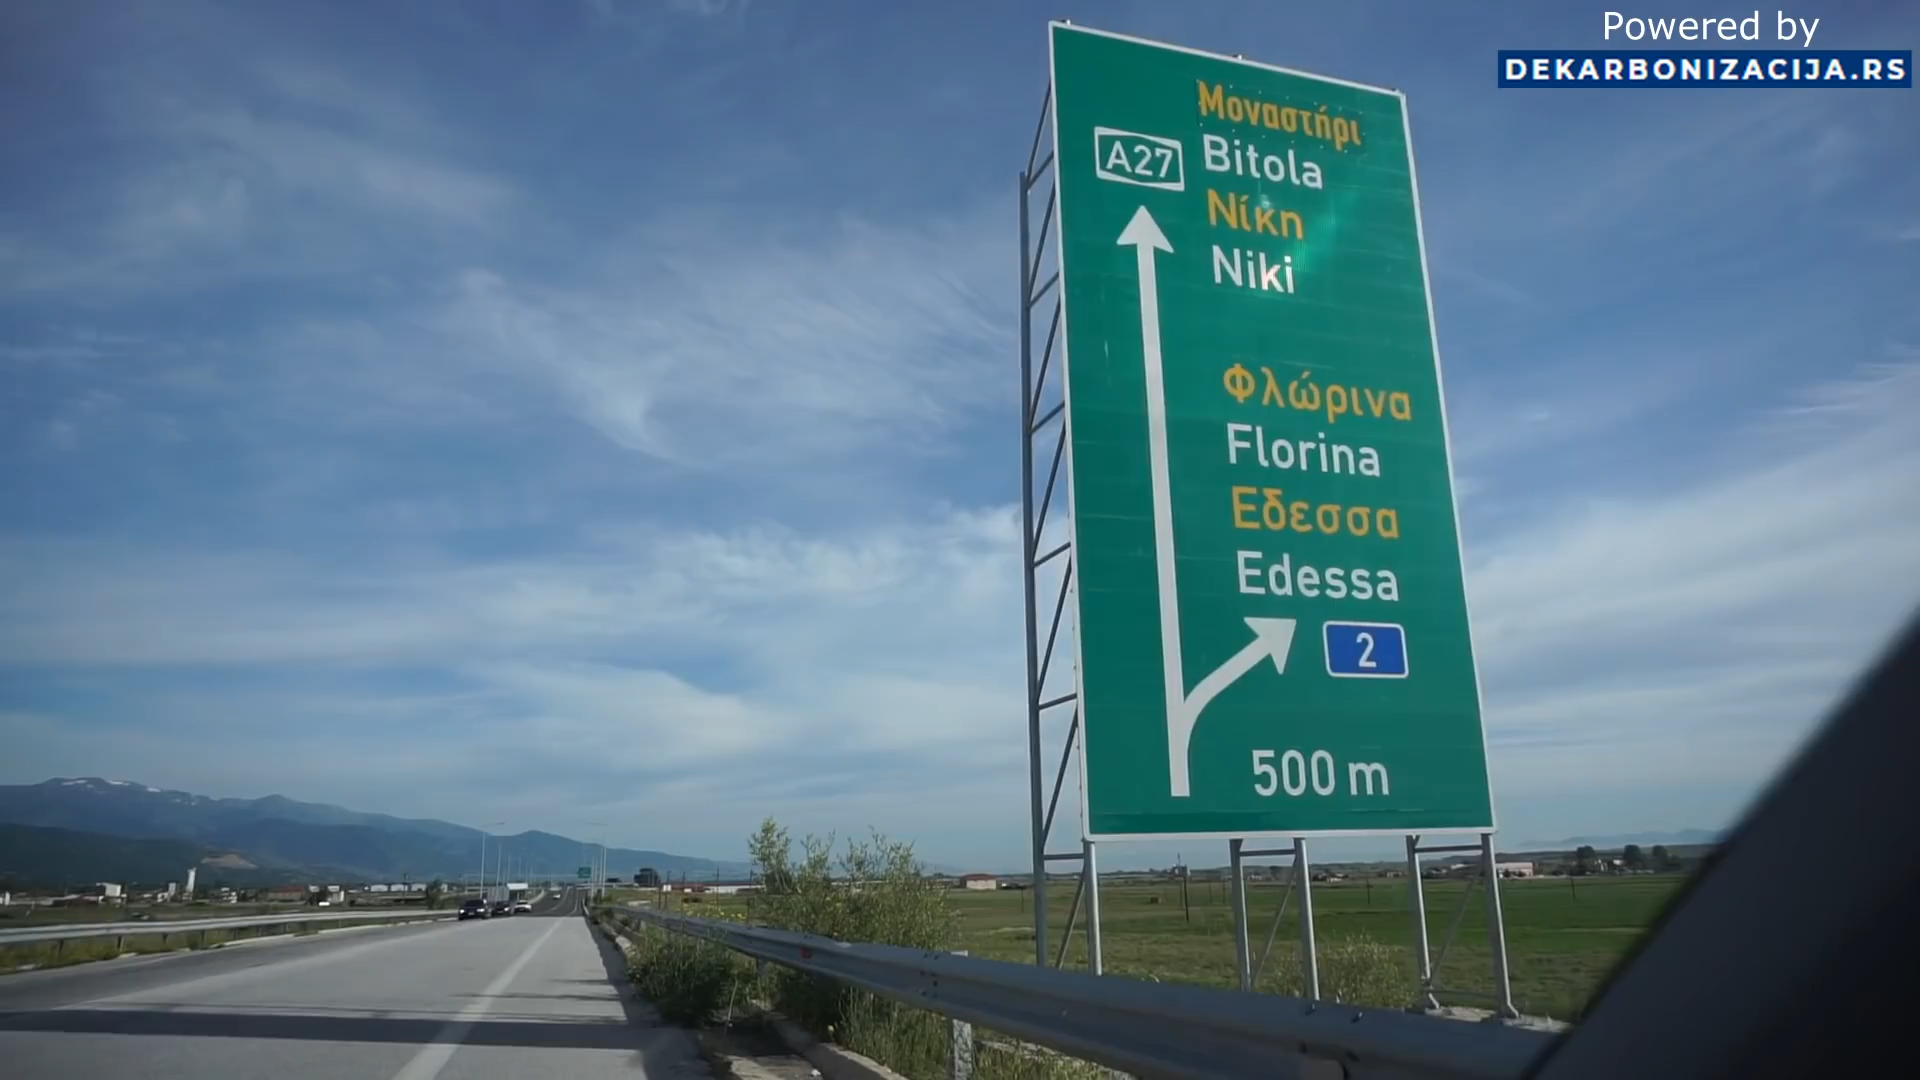 Powered by
DEKARBONIZACIJA.RS
Μοναστήρι
A27 Bitola
Νίκη
Niki
Φλώρινα
Florina
Εδεσσα
Edessa
2
500 m